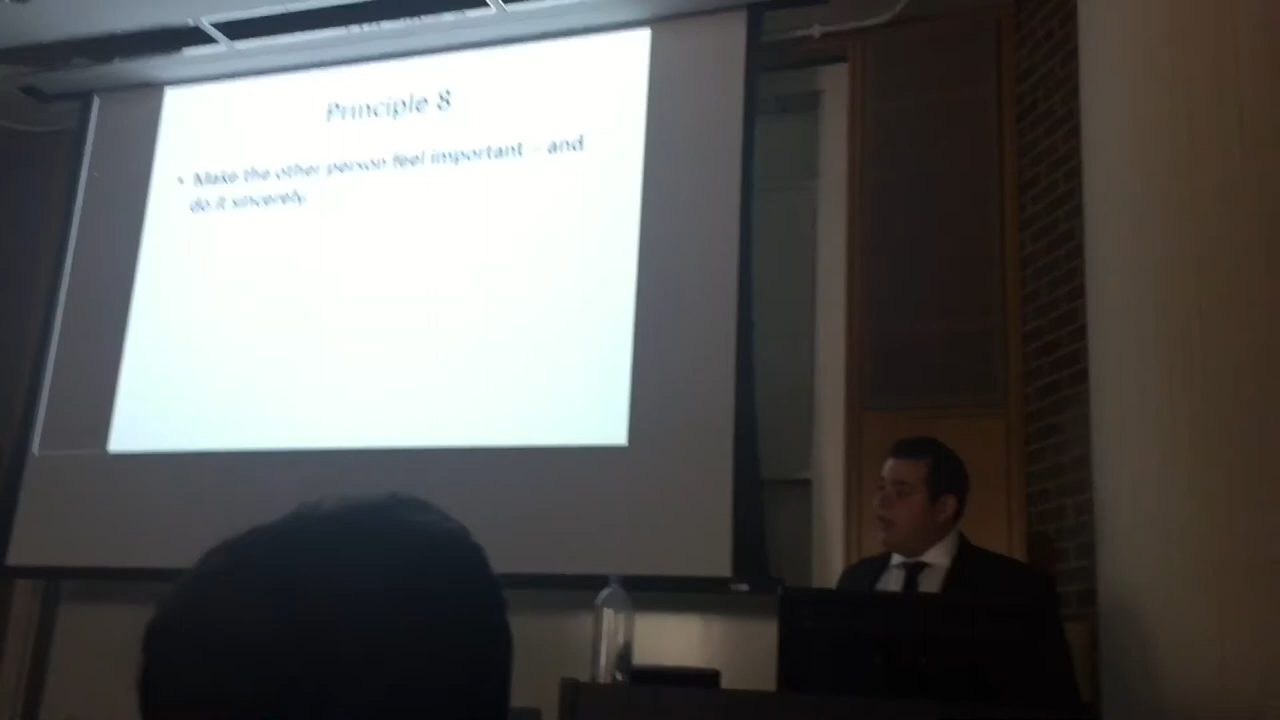 Principle 8
• Make the other person feel important – and
do it sincerely.